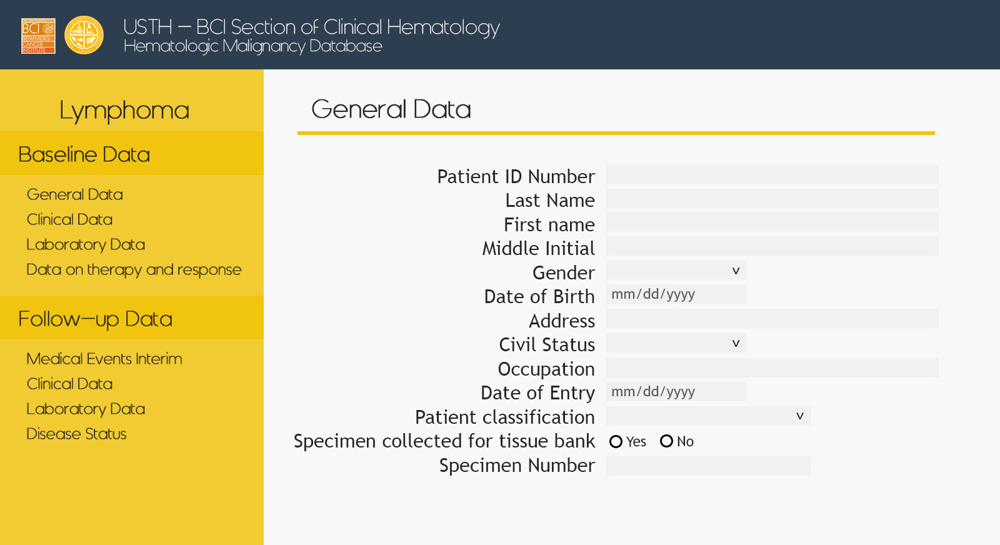 BCI
BENAVIDES
CANCER
INSTITUTE
USTH – BCI Section of Clinical Hematology
Hematologic Malignancy Database
Lymphoma
Baseline Data
General Data
Clinical Data
Laboratory Data
Data on therapy and response
Follow-up Data
Medical Events Interim
Clinical Data
Laboratory Data
Disease Status
General Data
Patient ID Number
Last Name
First name
Middle Initial
Gender v
Date of Birth mm/dd/yyyy
Address
Civil Status v
Occupation
Date of Entry mm/dd/yyyy
Patient classification v
Specimen collected for tissue bank Yes No
Specimen Number